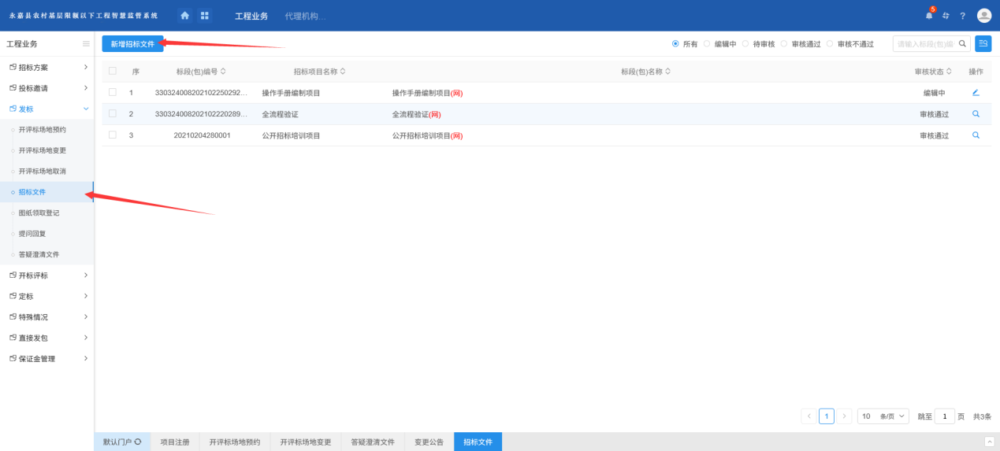 永嘉县农村基层限额以下工程智慧监管系统 工程业务 代理机构... 5 ?
工程业务
招标方案
投标邀请
发标
开评标场地预约
开评标场地变更
开评标场地取消
招标文件
图纸领取登记
提问回复
答疑澄清文件
开标评标
定标
特殊情况
直接发包
保证金管理
新增招标文件 所有 编辑中 待审核 审核通过 审核不通过 请输入标段(包)编
序 标段(包)编号 招标项目名称 标段(包)名称 审核状态 操作
1 330324008202102250292... 操作手册编制项目 操作手册编制项目(网) 编辑中
2 330324008202102220289... 全流程验证 全流程验证(网) 审核通过
3 20210204280001 公开招标培训项目 公开招标培训项目(网) 审核通过
1 10 条/页 跳至 1 页 共3条
默认门户 项目注册 开评标场地预约 开评标场地变更 答疑澄清文件 变更公告 招标文件